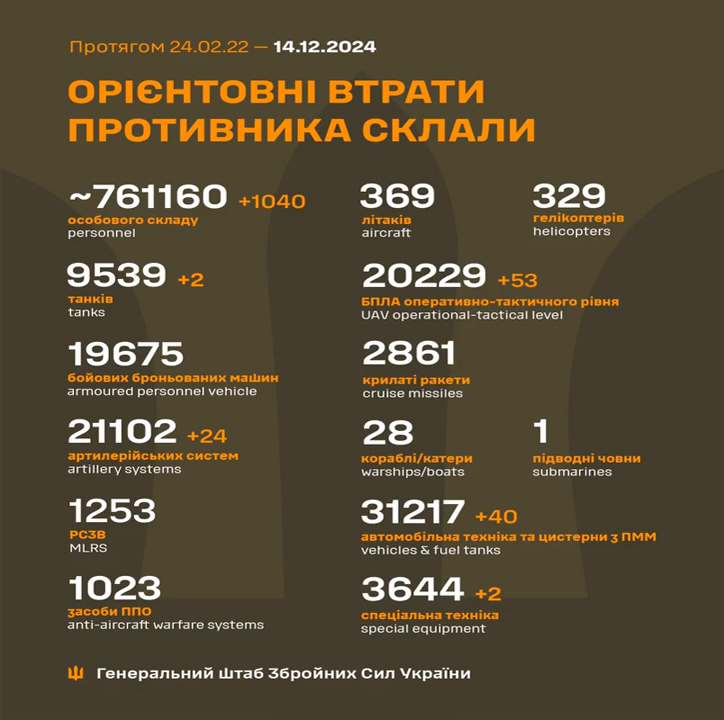 Протягом 24.02.22 — 14.12.2024
ОРІЄНТОВНІ ВТРАТИ
ПРОТИВНИКА СКЛАЛИ
~761160 +1040
особового складу
personnel
369
літаків
aircraft
329
гелікоптерів
helicopters
9539 +2
танків
tanks
20229 +53
БПЛА оперативно-тактичного рівня
UAV operational-tactical level
19675
бойових броньованих машин
armoured personnel vehicle
2861
крилаті ракети
cruise missiles
21102 +24
артилерійських систем
artillery systems
28
кораблі/катери
warships/boats
1
підводні човни
submarines
1253
РСЗВ
MLRS
31217 +40
автомобільна техніка та цистерни з ПММ
vehicles & fuel tanks
1023
засоби ППО
anti-aircraft warfare systems
3644 +2
спеціальна техніка
special equipment
Генеральний штаб Збройних Сил України